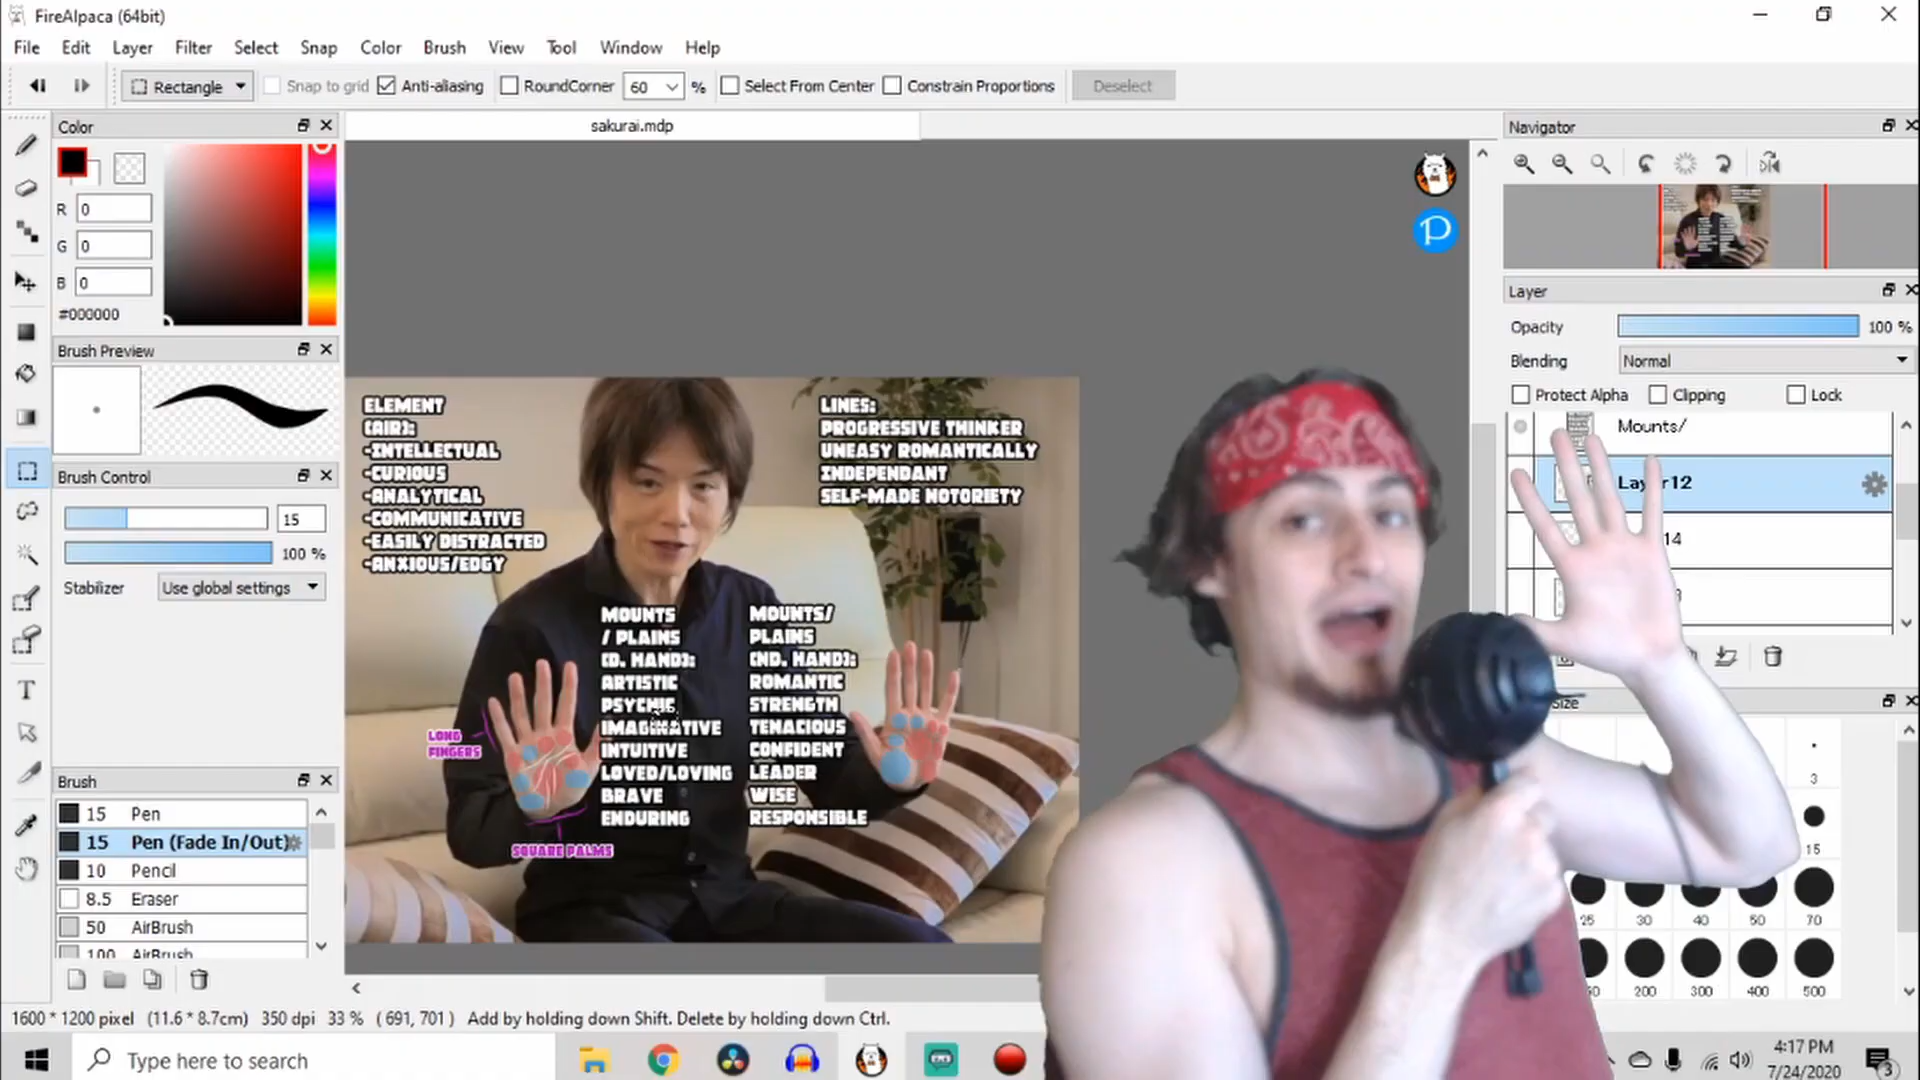 FireAlpaca (64bit)
File Edit Layer Filter Select Snap Color Brush View Tool Window Help
Rectangle Snap to grid Anti-aliasing RoundCorner 60 % Select From Center Constrain Proportions Deselect
Color
sakurai.mdp
Navigator
R 0
G 0
B 0
#000000
Brush Preview
Brush Control
15
100 %
Stabilizer Use global settings
Brush
15 Pen
15 Pen (Fade In/Out)
10 Pencil
8.5 Eraser
50 AirBrush
100 AirBrush
ELEMENT
(AIR):
-INTELLECTUAL
-CURIOUS
-ANALYTICAL
-COMMUNICATIVE
-EASILY DISTRACTED
-ANXIOUS/EDGY
LINES:
PROGRESSIVE THINKER
UNEASY ROMANTICALLY
INDEPENDANT
SELF-MADE NOTORIETY
MOUNTS
/ PLAINS
(D. HAND):
ARTISTIC
PSYCHIC
IMAGINATIVE
INTUITIVE
LOVED/LOVING
BRAVE
ENDURING
MOUNTS/
PLAINS
(ND. HAND):
ROMANTIC
STRENGTH
TENACIOUS
CONFIDENT
LEADER
WISE
RESPONSIBLE
LONG
FINGERS
SQUARE PALMS
P
Layer
Opacity 100 %
Blending Normal
Protect Alpha Clipping Lock
Mounts/
Layer12
14
Size
3
15
25 30 40 50 70
200 300 400 500
1600 * 1200 pixel (11.6 * 8.7cm) 350 dpi 33 % ( 691, 701 ) Add by holding down Shift. Delete by holding down Ctrl.
Type here to search
4:17 PM
7/24/2020
3